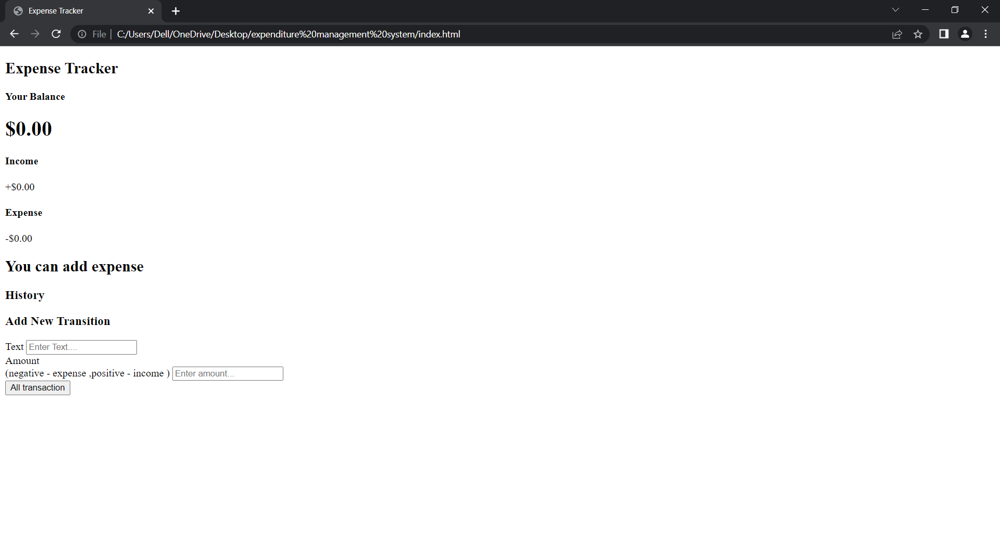 Expense Tracker
File C:/Users/Dell/OneDrive/Desktop/expenditure%20management%20system/index.html
Expense Tracker
Your Balance
$0.00
Income
+$0.00
Expense
-$0.00
You can add expense
History
Add New Transition
Text Enter Text....
Amount
(negative - expense ,positive - income ) Enter amount...
All transaction